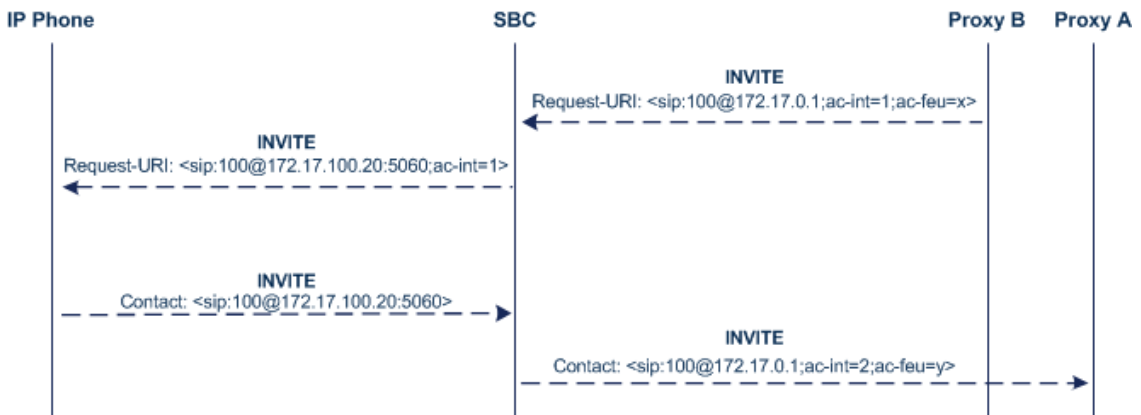 IP Phone
SBC
Proxy B
Proxy A
INVITE
Request-URI: <sip:100@172.17.0.1;ac-int=1;ac-feu=x>
INVITE
Request-URI: <sip:100@172.17.100.20:5060;ac-int=1>
INVITE
Contact: <sip:100@172.17.100.20:5060>
INVITE
Contact: <sip:100@172.17.0.1;ac-int=2;ac-feu=y>